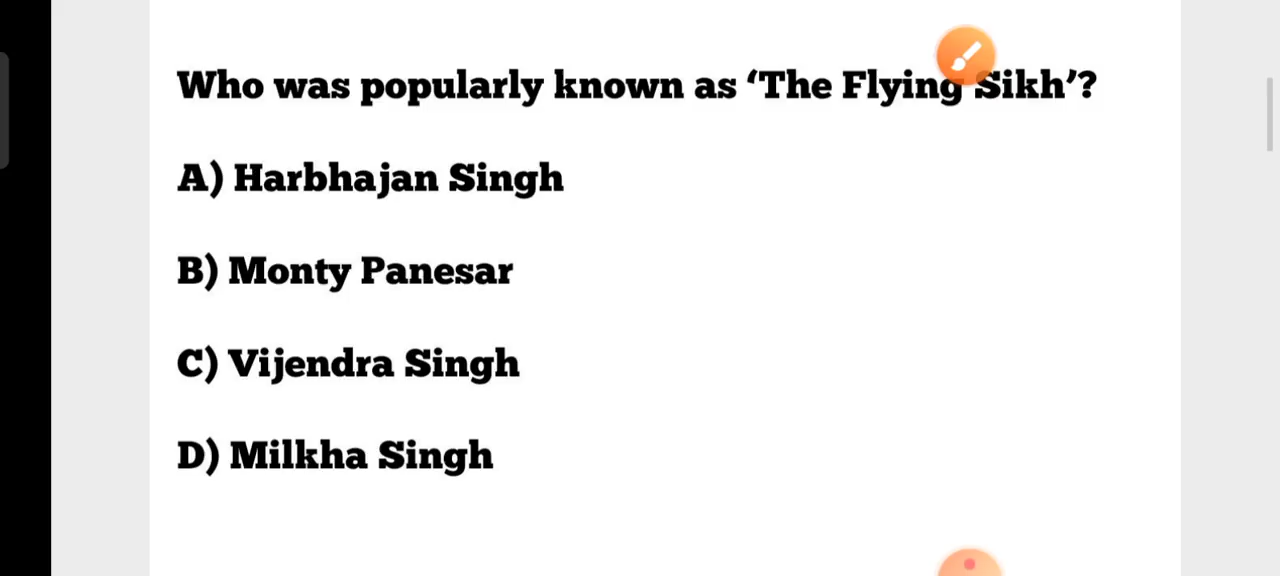 Who was popularly known as ‘The Flying Sikh’?
A) Harbhajan Singh
B) Monty Panesar
C) Vijendra Singh
D) Milkha Singh